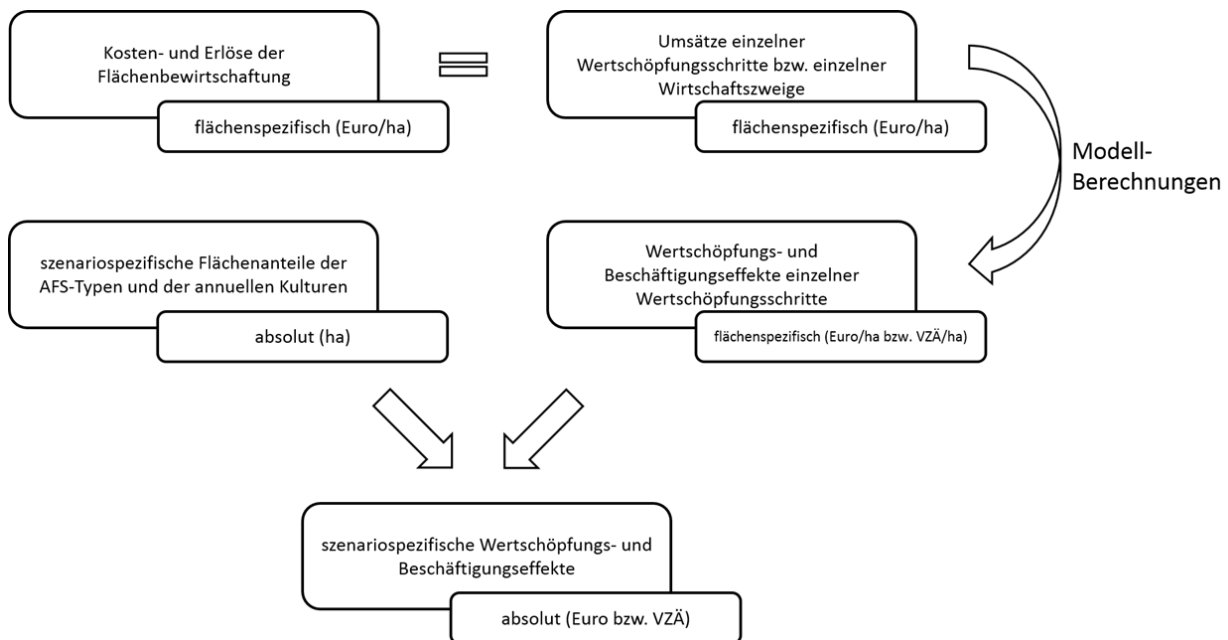 Kosten- und Erlöse der
Flächenbewirtschaftung
flächenspezifisch (Euro/ha)
Umsätze einzelner
Wertschöpfungsschritte bzw. einzelner
Wirtschaftszweige
flächenspezifisch (Euro/ha)
Modell-
Berechnungen
szenariospezifische Flächenanteile der
AFS-Typen und der annuellen Kulturen
absolut (ha)
Wertschöpfungs- und
Beschäftigungseffekte einzelner
Wertschöpfungsschritte
flächenspezifisch (Euro/ha bzw. VZÄ/ha)
szenariospezifische Wertschöpfungs- und
Beschäftigungseffekte
absolut (Euro bzw. VZÄ)